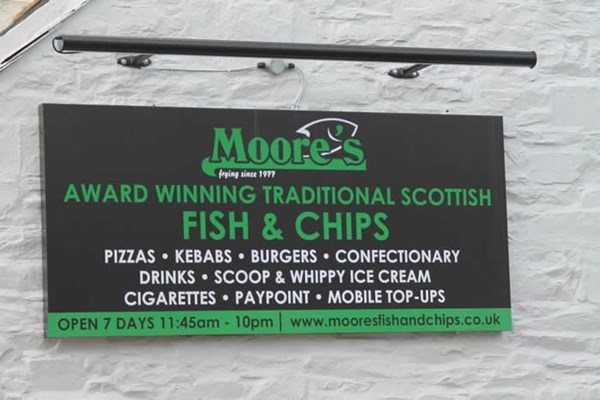 Moore's
frying since 1977
AWARD WINNING TRADITIONAL SCOTTISH
FISH & CHIPS
PIZZAS • KEBABS • BURGERS • CONFECTIONARY
DRINKS • SCOOP & WHIPPY ICE CREAM
CIGARETTES • PAYPOINT • MOBILE TOP-UPS
OPEN 7 DAYS 11:45am - 10pm | www.mooresfishandchips.co.uk